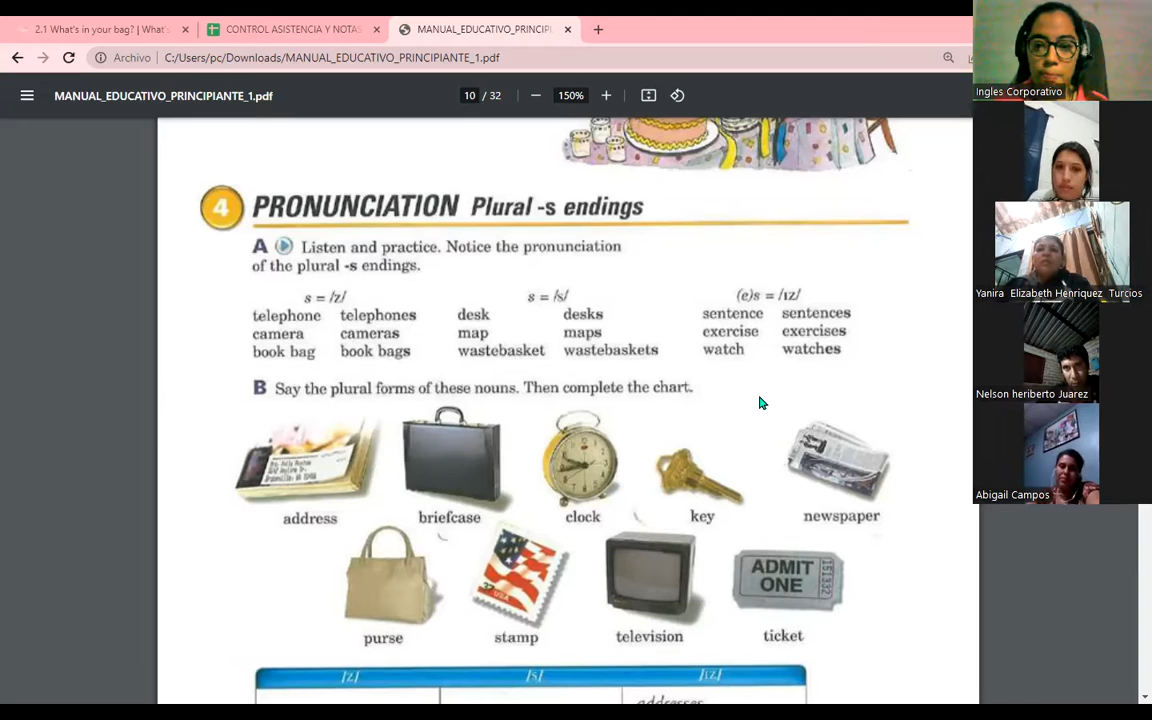 2.1 What's in your bag? | What's
CONTROL ASISTENCIA Y NOTAS
MANUAL_EDUCATIVO_PRINCIPI
Archivo
C:/Users/pc/Downloads/MANUAL_EDUCATIVO_PRINCIPIANTE_1.pdf
MANUAL_EDUCATIVO_PRINCIPIANTE_1.pdf
10 / 32
150%
Ingles Corporativo
Yanira Elizabeth Henriquez Turcios
Nelson heriberto Juarez
Abigail Campos
4 PRONUNCIATION Plural -s endings
A Listen and practice. Notice the pronunciation
of the plural -s endings.
s = /z/ s = /s/ (e)s = /ɪz/
telephone telephones desk desks sentence sentences
camera cameras map maps exercise exercises
book bag book bags wastebasket wastebaskets watch watches
B Say the plural forms of these nouns. Then complete the chart.
address briefcase clock key newspaper
USA
ADMIT
ONE
purse stamp television ticket
/z/ /s/ /ɪz/
addresses